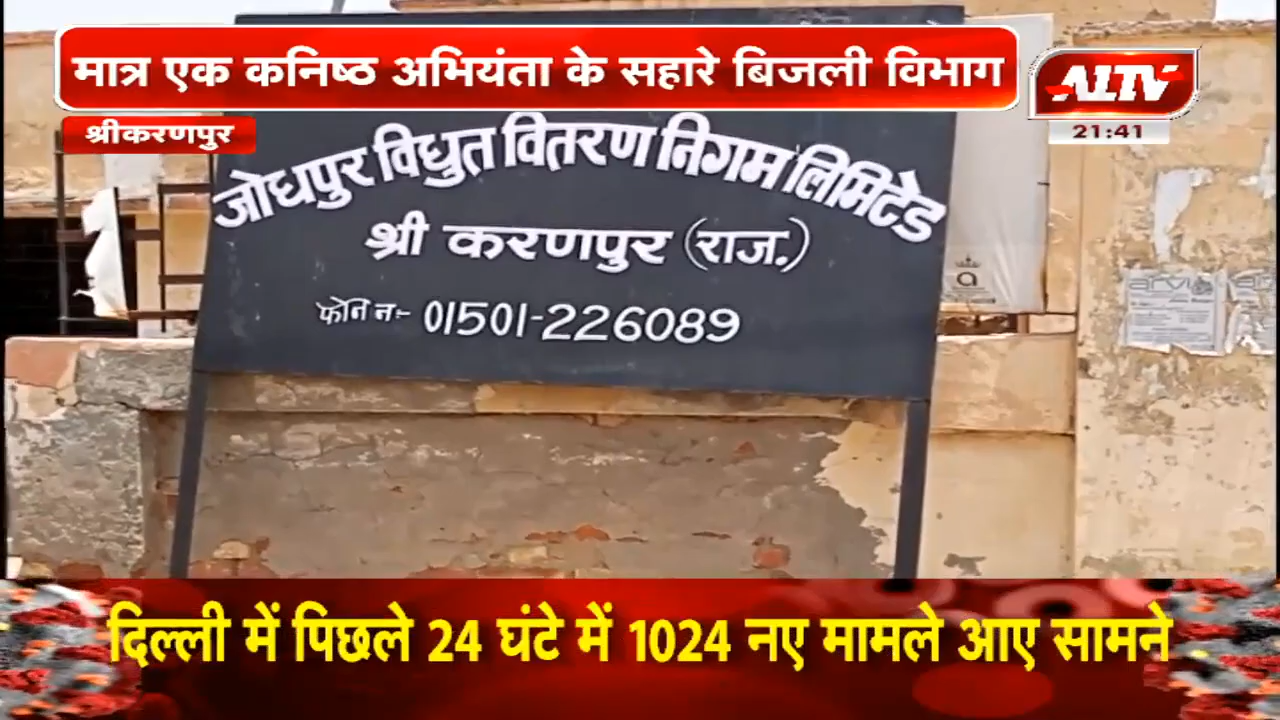 मात्र एक कनिष्ठ अभियंता के सहारे बिजली विभाग
ALTV
21:41
श्रीकरणपुर
जोधपुर विधुत वितरण निगम लिमिटेड
श्री करणपुर (राज.)
फोन न:- 01501-226089
a
arvi
दिल्ली में पिछले 24 घंटे में 1024 नए मामले आए सामने